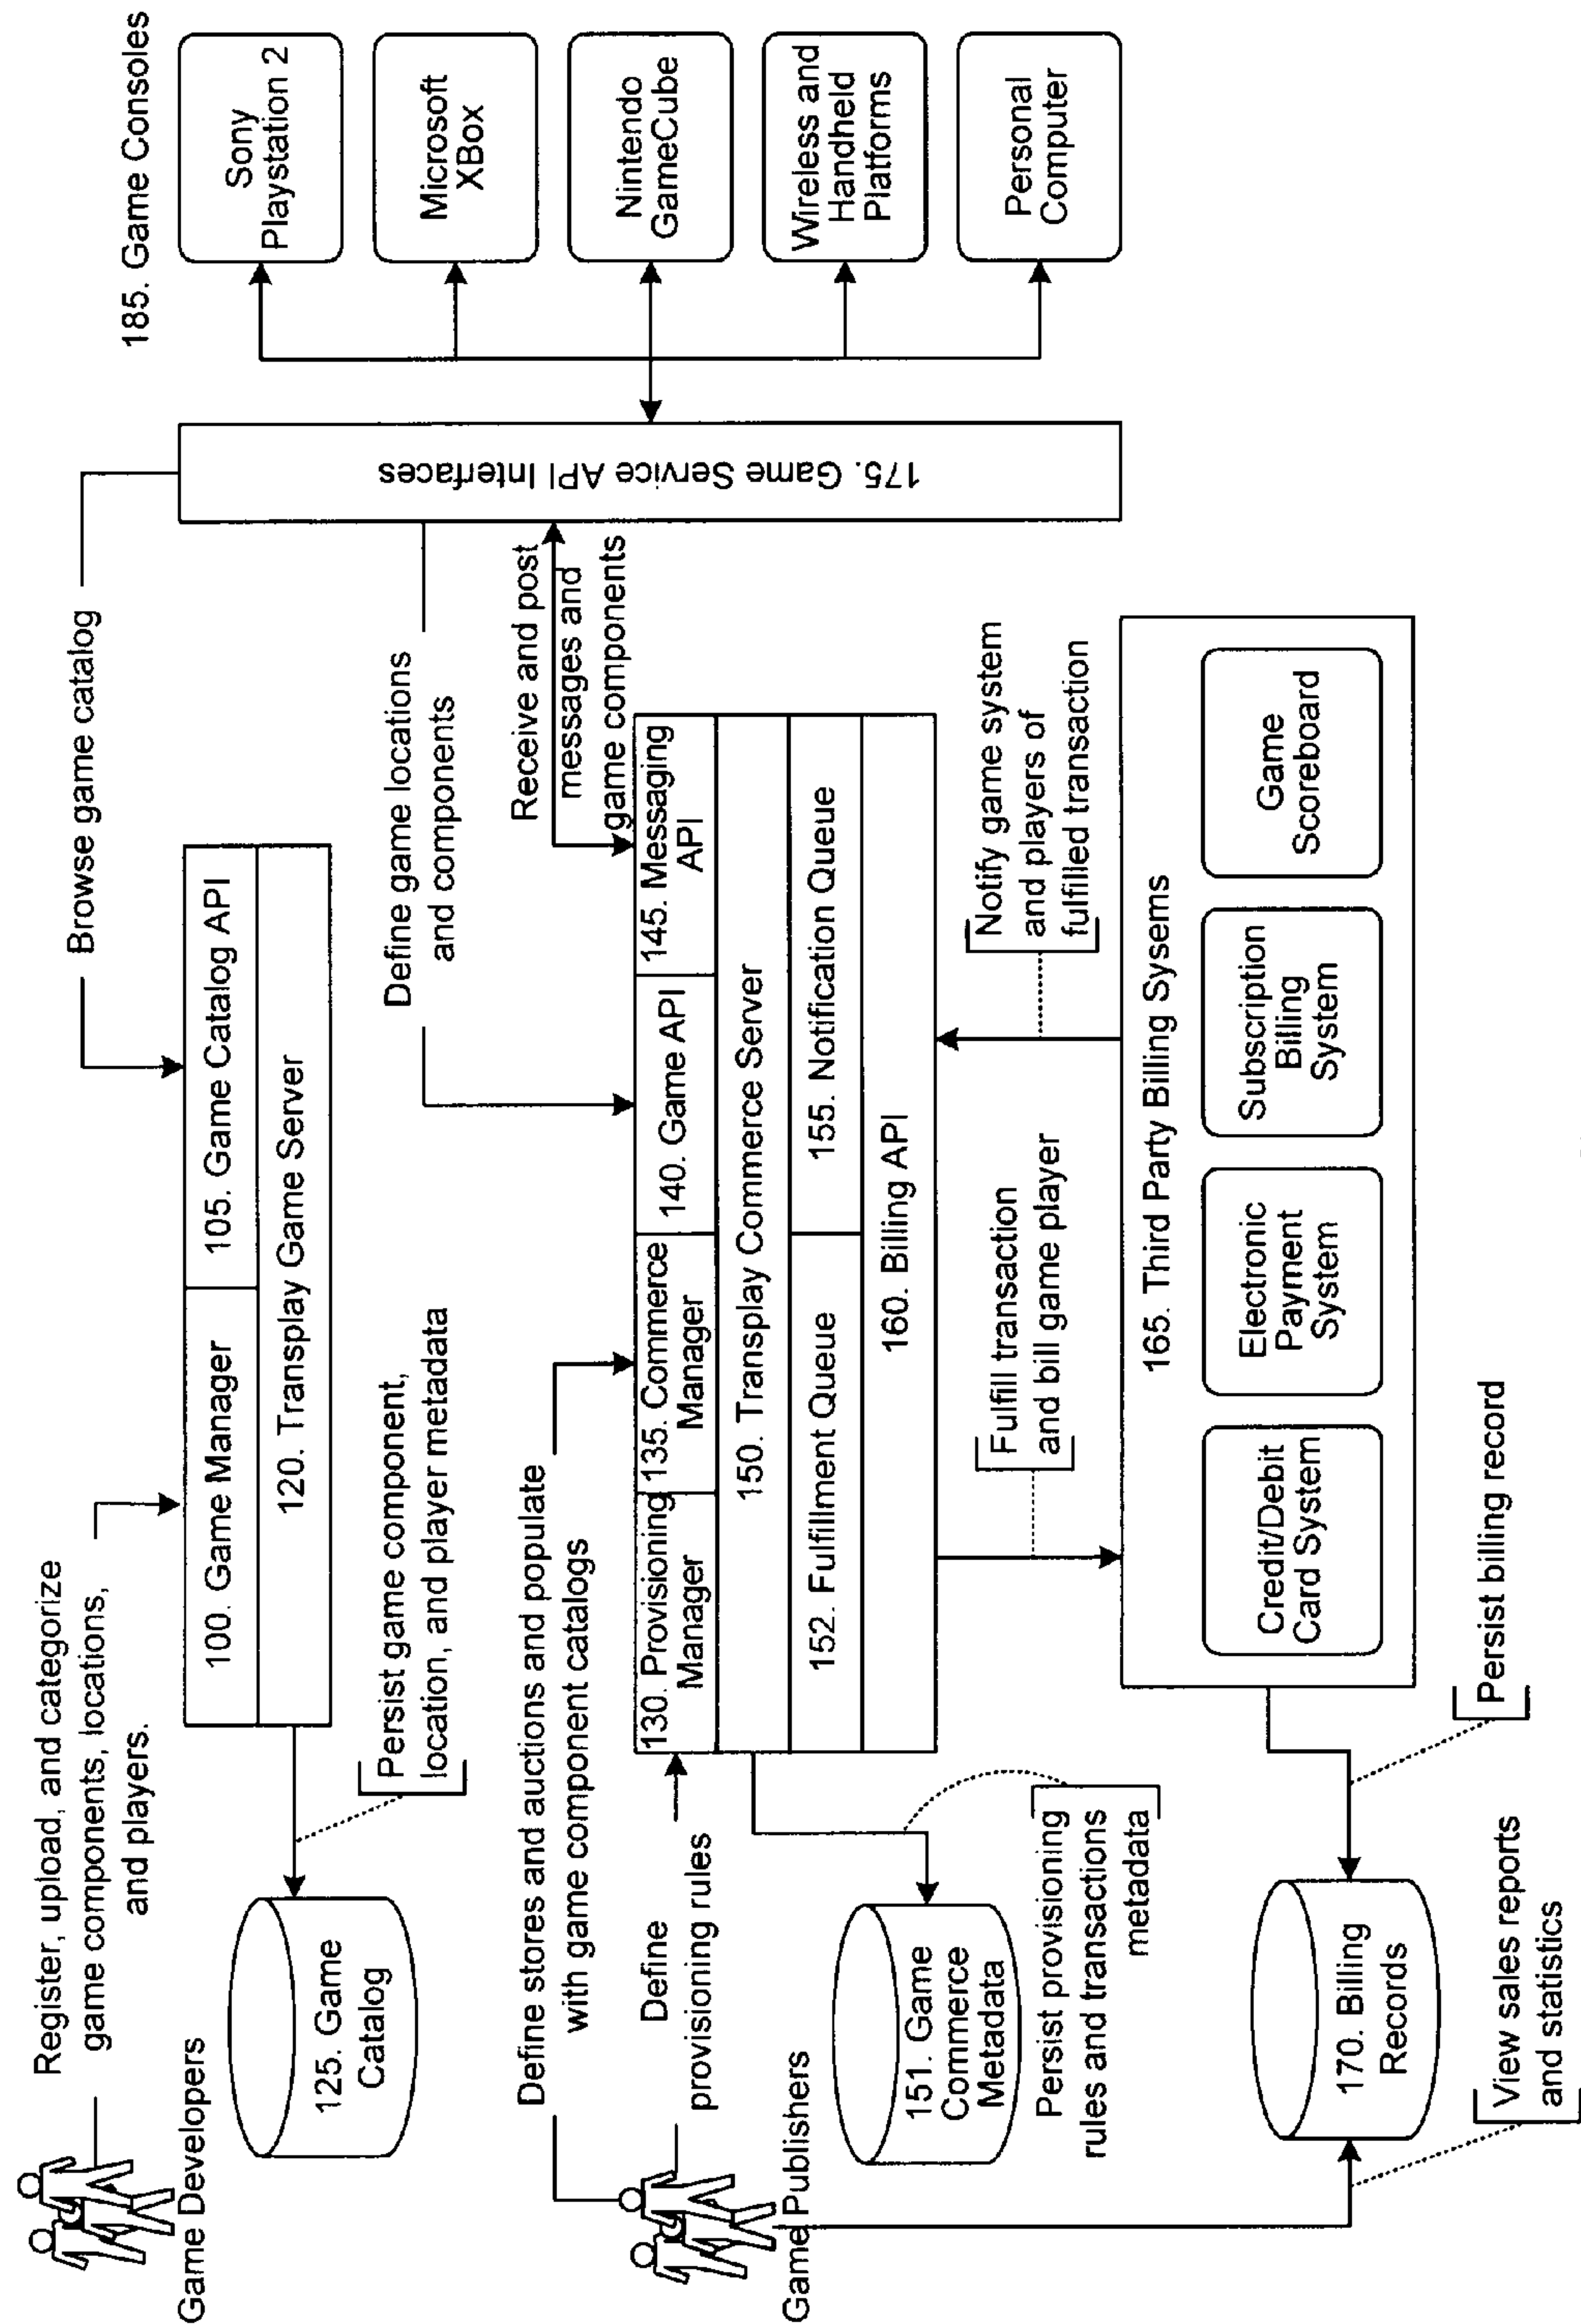 Register, upload, and categorize
game components, locations,
and players.
Game Developers
Browse game catalog
185. Game Consoles
100. Game Manager
105. Game Catalog API
120. Transplay Game Server
125. Game
Catalog
Persist game component,
location, and player metadata
Define game locations
and components
Receive and post
messages and
game components
175. Game Service API Interfaces
Sony
Playstation 2
Microsoft
XBox
Nintendo
GameCube
Wireless and
Handheld
Platforms
Personal
Computer
Define stores and auctions and populate
with game component catalogs
Define
provisioning rules
Game Publishers
130. Provisioning
Manager
135. Commerce
Manager
140. Game API
145. Messaging
API
150. Transplay Commerce Server
152. Fulfillment Queue
155. Notification Queue
160. Billing API
151. Game
Commerce
Metadata
Persist provisioning
rules and transactions
metadata
Fulfill transaction
and bill game player
Notify game system
and players of
fulfilled transaction
165. Third Party Billing Sysems
Credit/Debit
Card System
Electronic
Payment
System
Subscription
Billing
System
Game
Scoreboard
170. Billing
Records
Persist billing record
View sales reports
and statistics